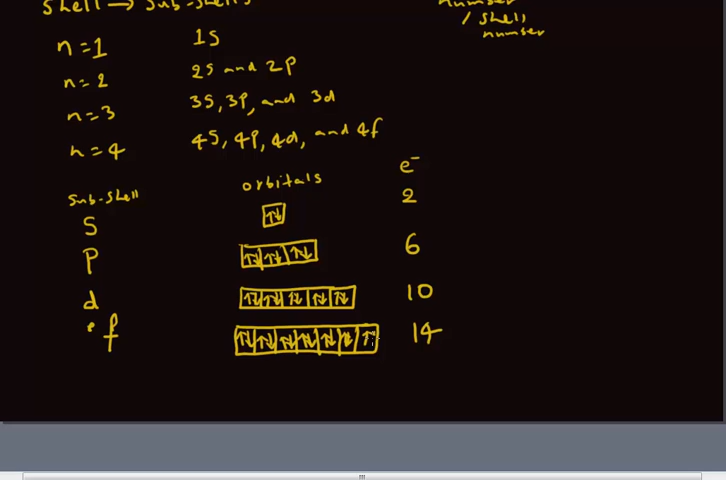 Shell → Sub-shells
number
/ shell
number
n=1 1S
n=2 2S and 2P
n=3 3S, 3P, and 3d
n=4 4S, 4P, 4d, and 4f
Sub-shell orbitals e⁻
S ⇅ 2
P ⇅ ⇅ ⇅ 6
d ⇅ ⇅ ⇅ ⇅ ⇅ 10
f ⇅ ⇅ ⇅ ⇅ ⇅ ⇅ ⇅ 14